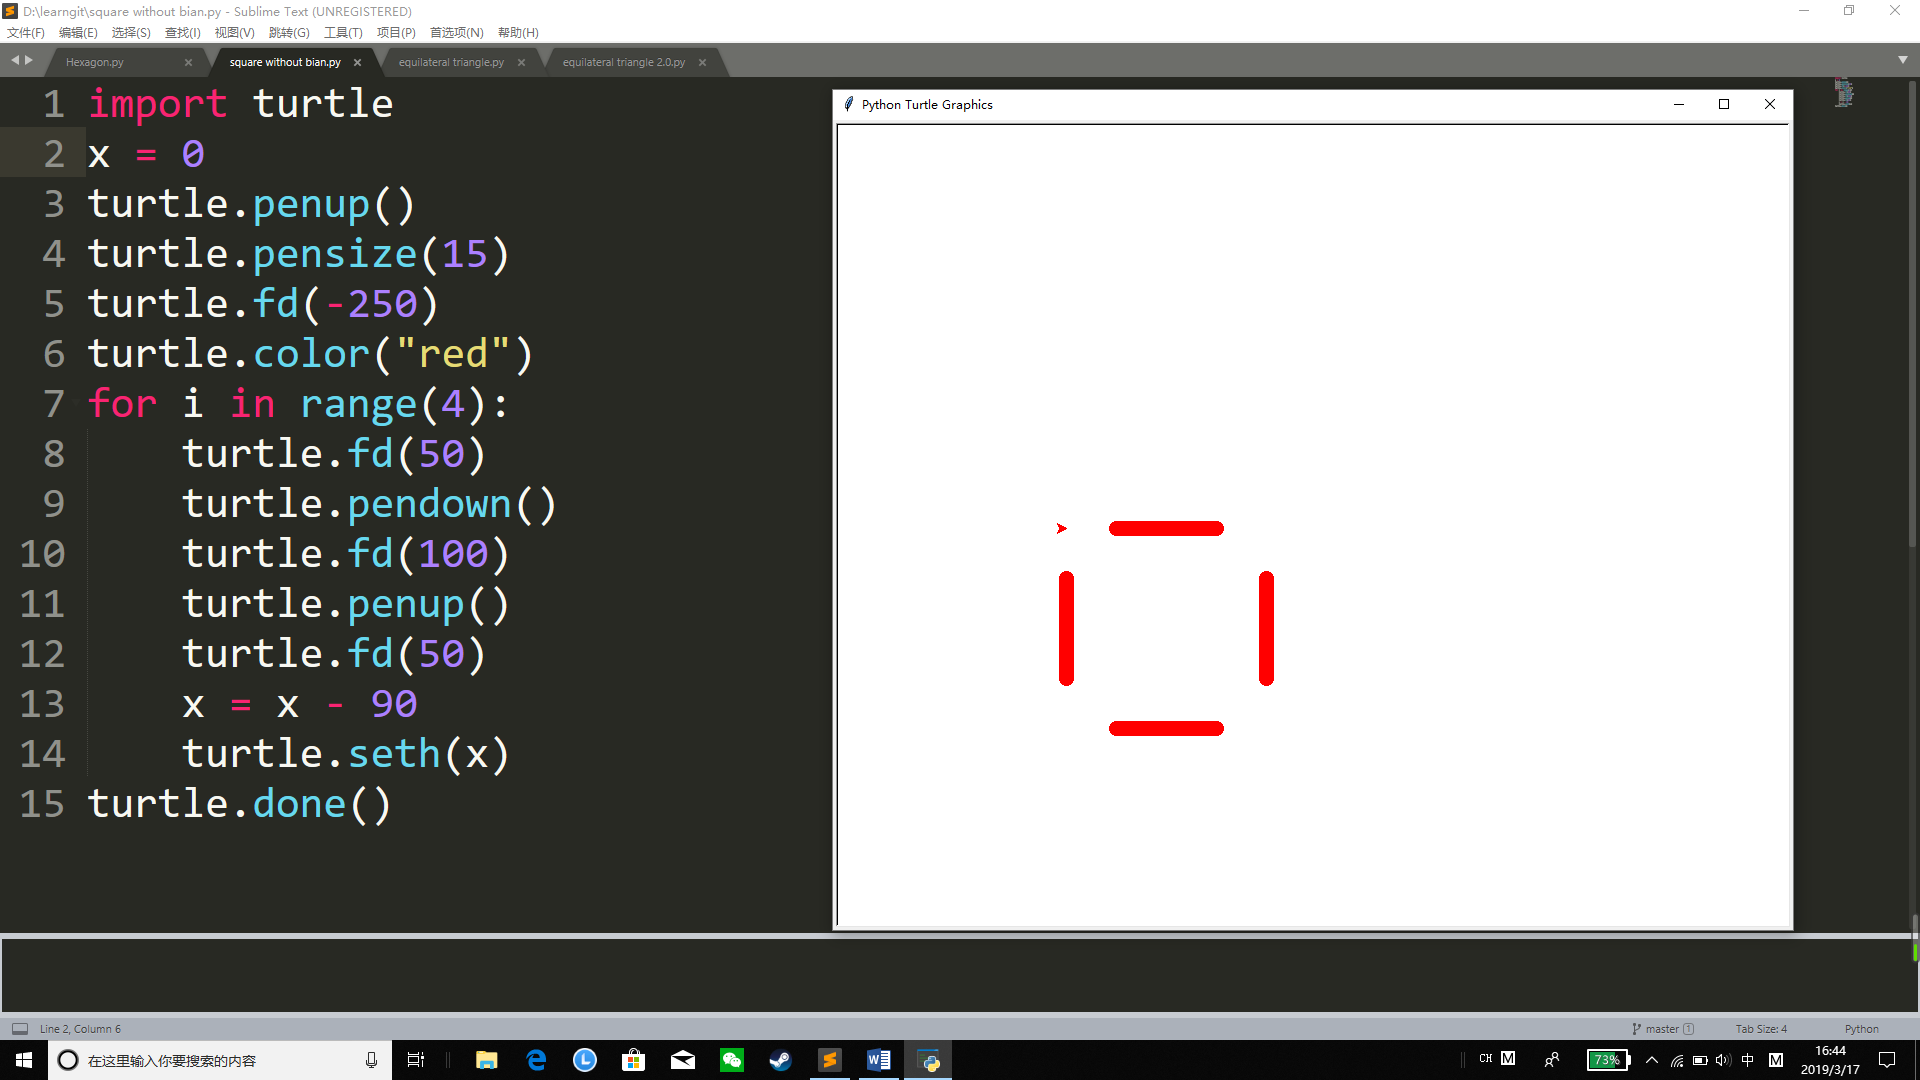 D:\learngit\square without bian.py - Sublime Text (UNREGISTERED)
文件(F) 编辑(E) 选择(S) 查找(I) 视图(V) 跳转(G) 工具(T) 项目(P) 首选项(N) 帮助(H)
Hexagon.py square without bian.py equilateral triangle.py equilateral triangle 2.0.py
1 import turtle
2 x = 0
3 turtle.penup()
4 turtle.pensize(15)
5 turtle.fd(-250)
6 turtle.color("red")
7 for i in range(4):
8 turtle.fd(50)
9 turtle.pendown()
10 turtle.fd(100)
11 turtle.penup()
12 turtle.fd(50)
13 x = x - 90
14 turtle.seth(x)
15 turtle.done()
Python Turtle Graphics
Line 2, Column 6 master 1 Tab Size: 4 Python
在这里输入你要搜索的内容
CH M 73% 中 M
16:44
2019/3/17